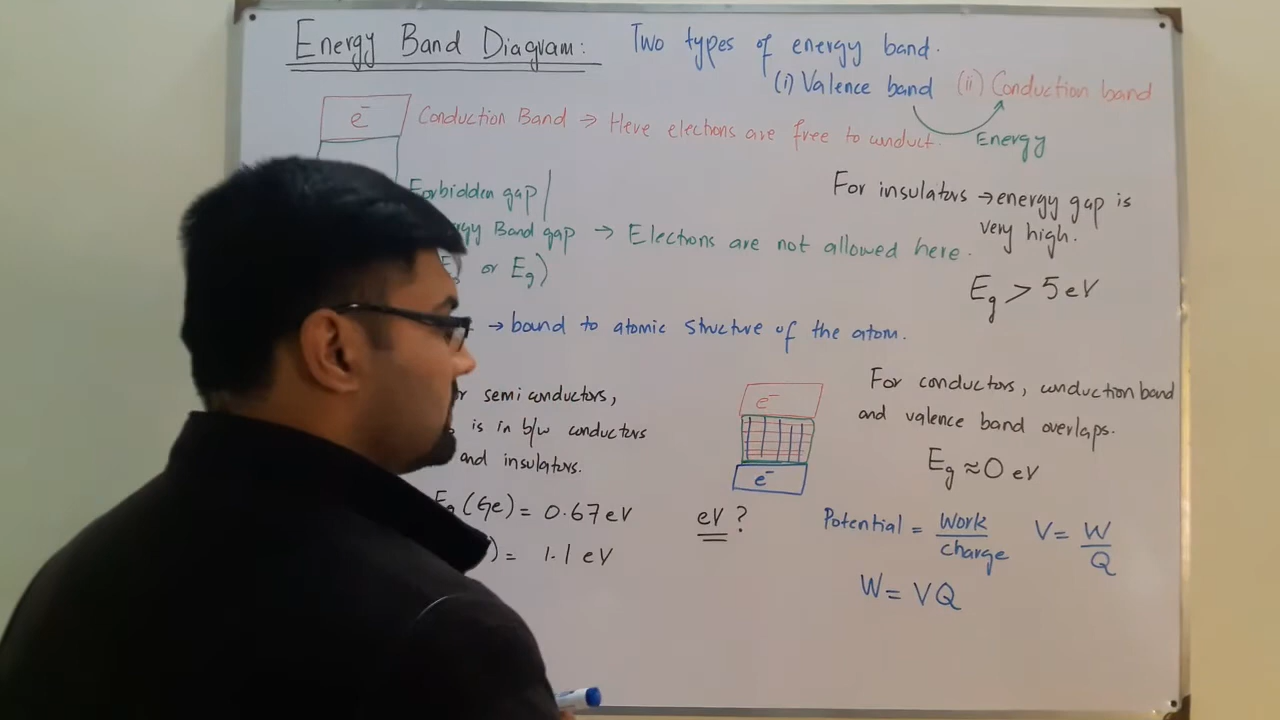 Energy Band Diagram: Two types of energy band.
(i) Valence band (ii) Conduction band
e⁻ Conduction Band → Here elections are free to conduct. Energy
Forbidden gap/
Band gap → Elections are not allowed here.
or Eg)
→ bound to atomic structure of the atom.
For insulators → energy gap is
very high.
Eg > 5 eV
semi conductors,
is in b/w conductors
and insulators.
Eg (Ge) = 0.67 eV
) = 1.1 eV
e⁻
e⁻
For conductors, conduction band
and valence band overlaps.
Eg ≈ 0 eV
eV ?
Potential = Work / charge V = W / Q
W = VQ